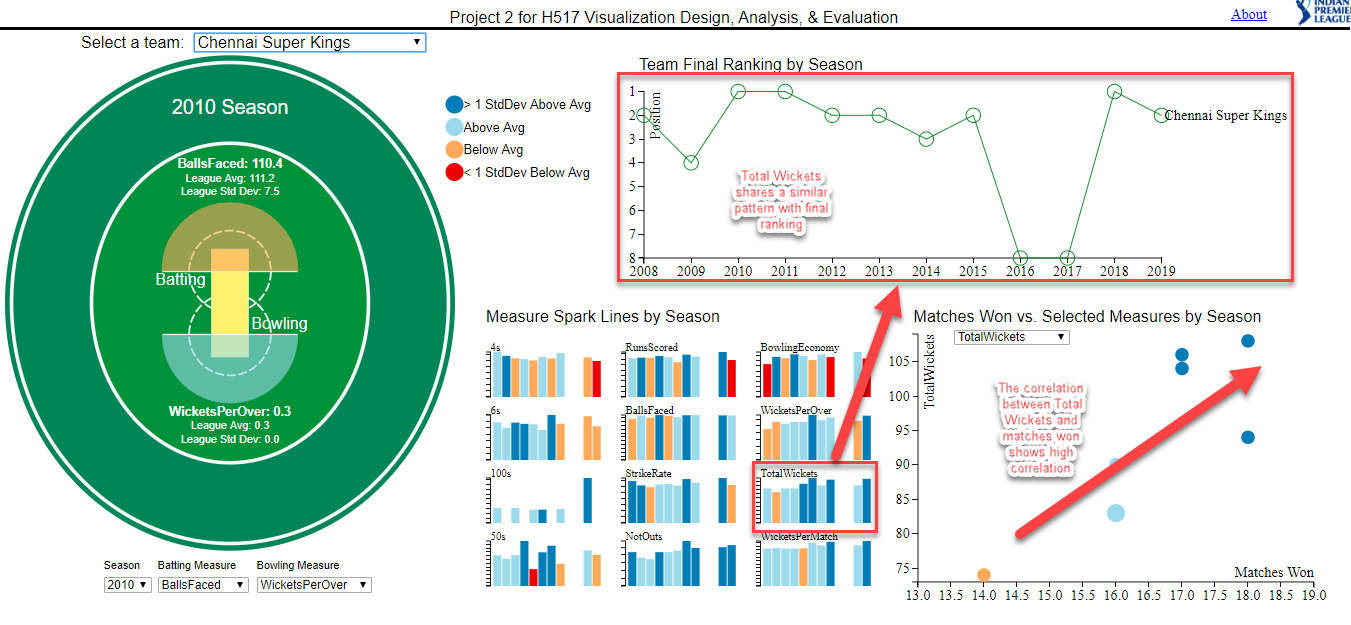 Project 2 for H517 Visualization Design, Analysis, & Evaluation
About
INDIAN
PREMIER
LEAGUE
Select a team: Chennai Super Kings
2010 Season
BallsFaced: 110.4
League Avg: 111.2
League Std Dev: 7.5
Batting
Bowling
WicketsPerOver: 0.3
League Avg: 0.3
League Std Dev: 0.0
Season Batting Measure Bowling Measure
2010 BallsFaced WicketsPerOver
> 1 StdDev Above Avg
Above Avg
Below Avg
< 1 StdDev Below Avg
Team Final Ranking by Season
Position
1
2
3
4
5
6
7
8
2008 2009 2010 2011 2012 2013 2014 2015 2016 2017 2018 2019
Chennai Super Kings
Total Wickets
shares a similar
pattern with final
ranking
Measure Spark Lines by Season
4s RunsScored BowlingEconomy
6s BallsFaced WicketsPerOver
100s StrikeRate TotalWickets
50s NotOuts WicketsPerMatch
Matches Won vs. Selected Measures by Season
TotalWickets
TotalWickets
105
100
95
90
85
80
75
The correlation
between Total
Wickets and
matches won
shows high
correlation
Matches Won
13.0 13.5 14.0 14.5 15.0 15.5 16.0 16.5 17.0 17.5 18.0 18.5 19.0